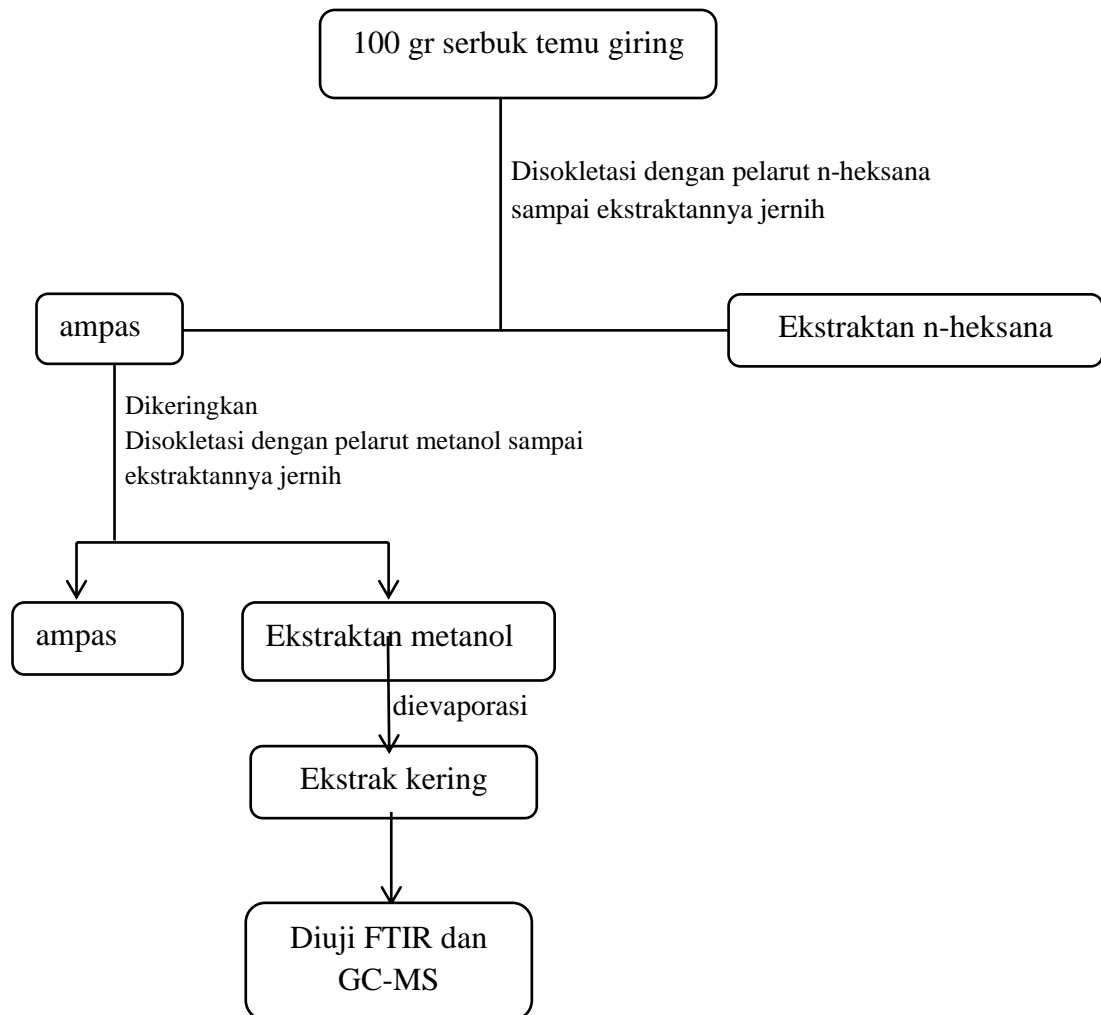 100 gr serbuk temu giring
Disokletasi dengan pelarut n-heksana
sampai ekstraktannya jernih
ampas
Ekstraktan n-heksana
Dikeringkan
Disokletasi dengan pelarut metanol sampai
ekstraktannya jernih
ampas
Ekstraktan metanol
dievaporasi
Ekstrak kering
Diuji FTIR dan
GC-MS